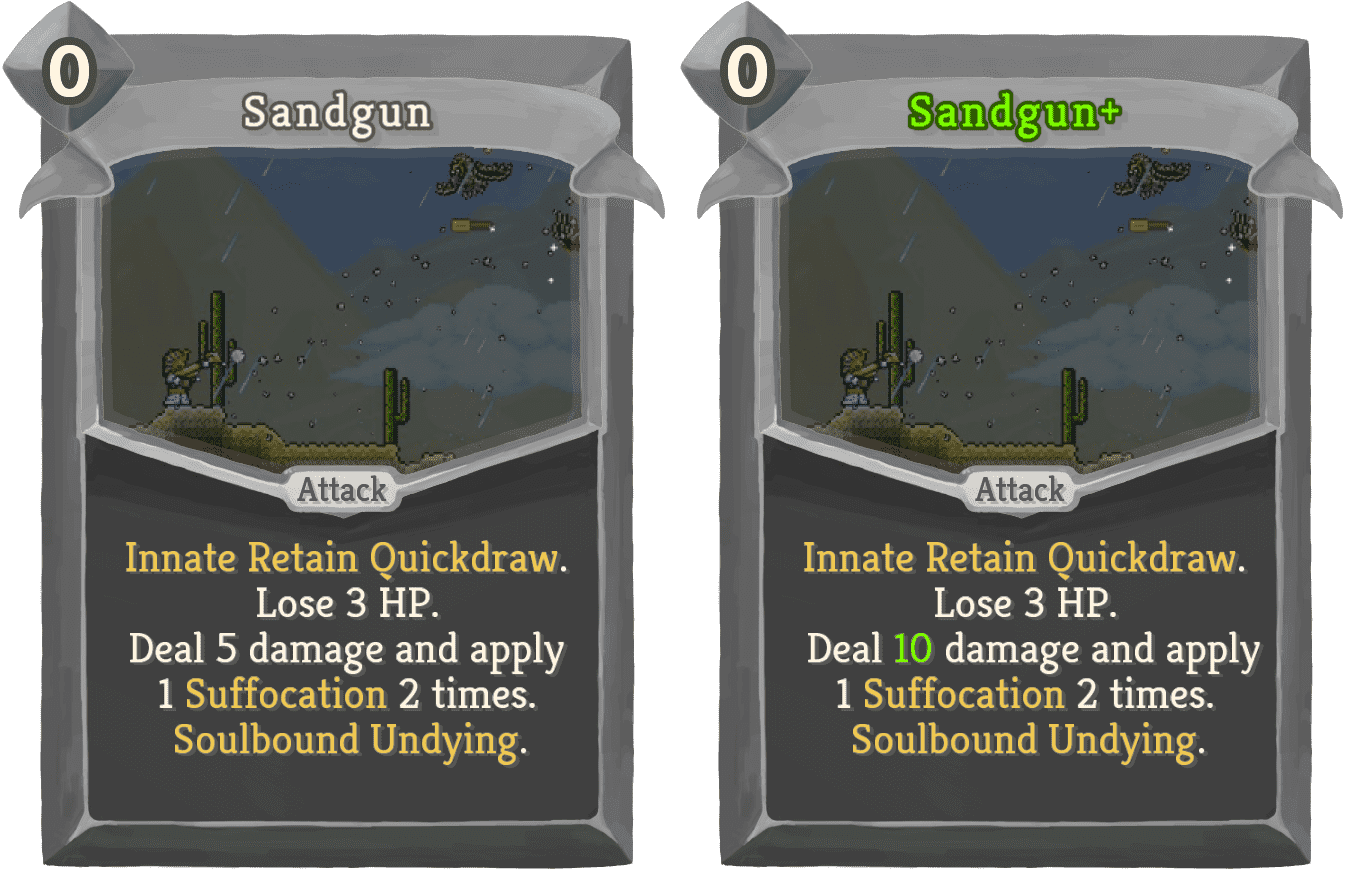 0
Sandgun
Attack
Innate Retain Quickdraw.
Lose 3 HP.
Deal 5 damage and apply
1 Suffocation 2 times.
Soulbound Undying.
0
Sandgun+
Attack
Innate Retain Quickdraw.
Lose 3 HP.
Deal 10 damage and apply
1 Suffocation 2 times.
Soulbound Undying.